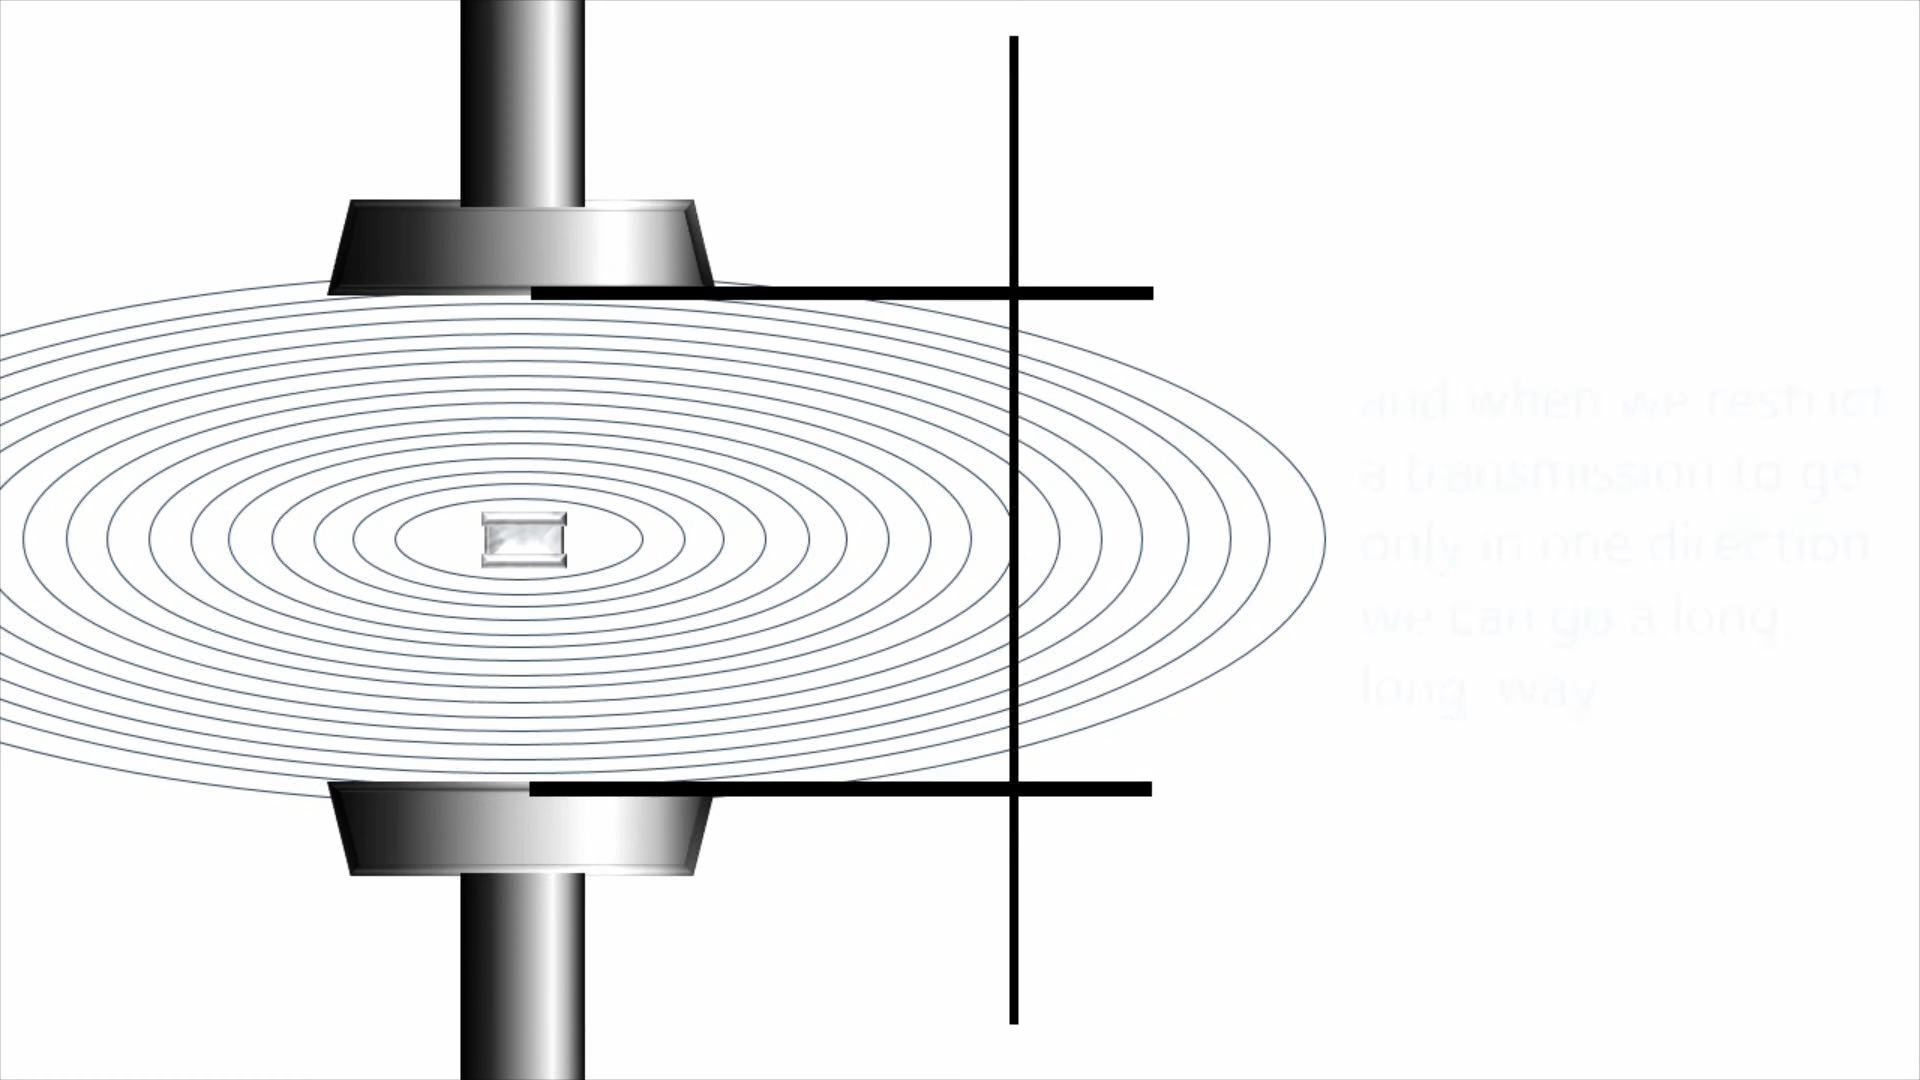 and when we restrict
a transmission to go
only in one direction
we can go a long
long way